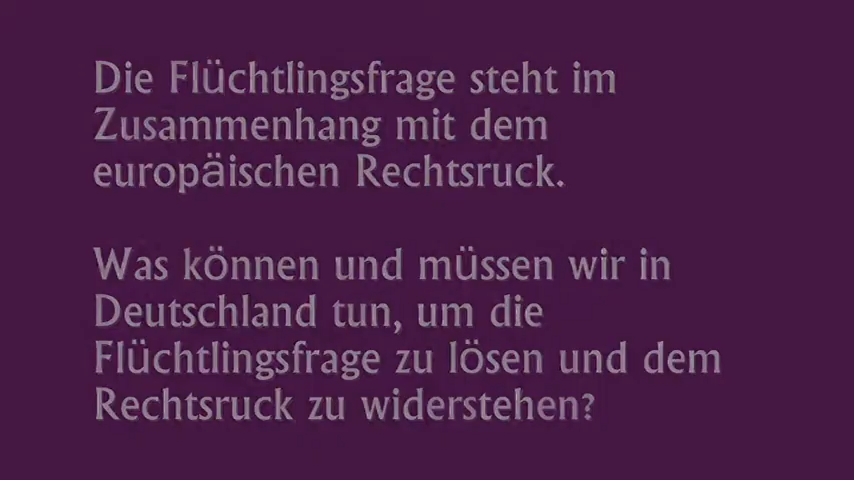 Die Flüchtlingsfrage steht im
Zusammenhang mit dem
europäischen Rechtsruck.
Was können und müssen wir in
Deutschland tun, um die
Flüchtlingsfrage zu lösen und dem
Rechtsruck zu widerstehen?